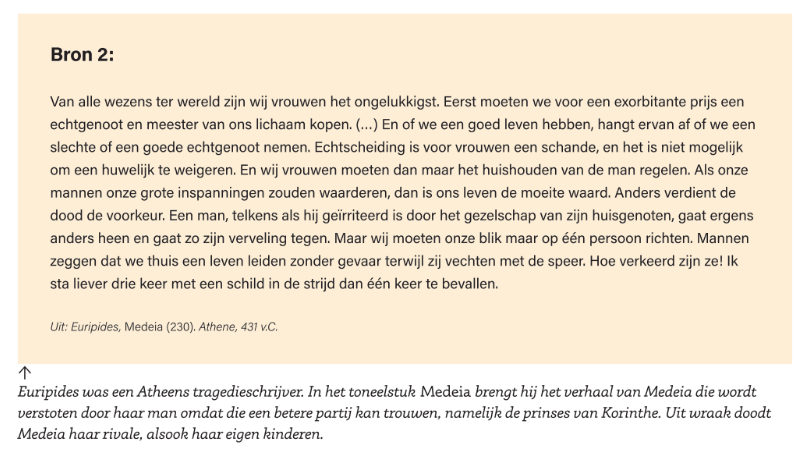 Bron 2:
Van alle wezens ter wereld zijn wij vrouwen het ongelukkigst. Eerst moeten we voor een exorbitante prijs een
echtgenoot en meester van ons lichaam kopen. (...) En of we een goed leven hebben, hangt ervan af of we een
slechte of een goede echtgenoot nemen. Echtscheiding is voor vrouwen een schande, en het is niet mogelijk
om een huwelijk te weigeren. En wij vrouwen moeten dan maar het huishouden van de man regelen. Als onze
mannen onze grote inspanningen zouden waarderen, dan is ons leven de moeite waard. Anders verdient de
dood de voorkeur. Een man, telkens als hij geïrriteerd is door het gezelschap van zijn huisgenoten, gaat ergens
anders heen en gaat zo zijn verveling tegen. Maar wij moeten onze blik maar op één persoon richten. Mannen
zeggen dat we thuis een leven leiden zonder gevaar terwijl zij vechten met de speer. Hoe verkeerd zijn ze! Ik
sta liever drie keer met een schild in de strijd dan één keer te bevallen.
Uit: Euripides, Medeia (230). Athene, 431 v.C.
↑
Euripides was een Atheens tragedieschrijver. In het toneelstuk Medeia brengt hij het verhaal van Medeia die wordt
verstoten door haar man omdat die een betere partij kan trouwen, namelijk de prinses van Korinthe. Uit wraak doodt
Medeia haar rivale, alsook haar eigen kinderen.